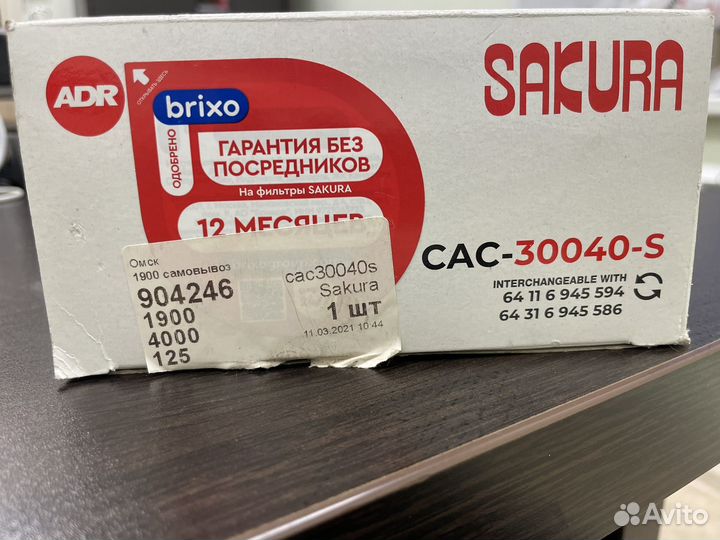 ADR
ОТКРЫВАТЬ ЗДЕСЬ
brixo
ОДОБРЕНО
ГАРАНТИЯ БЕЗ
ПОСРЕДНИКОВ
На фильтры SAKURA
12 МЕСЯЦЕВ
SAKURA
CAC-30040-S
INTERCHANGEABLE WITH
64 11 6 945 594
64 31 6 945 586
Омск
1900 самовывоз
904246
1900
4000
125
cac30040s
Sakura
1 шт
11.03.2021 10:44
Avito